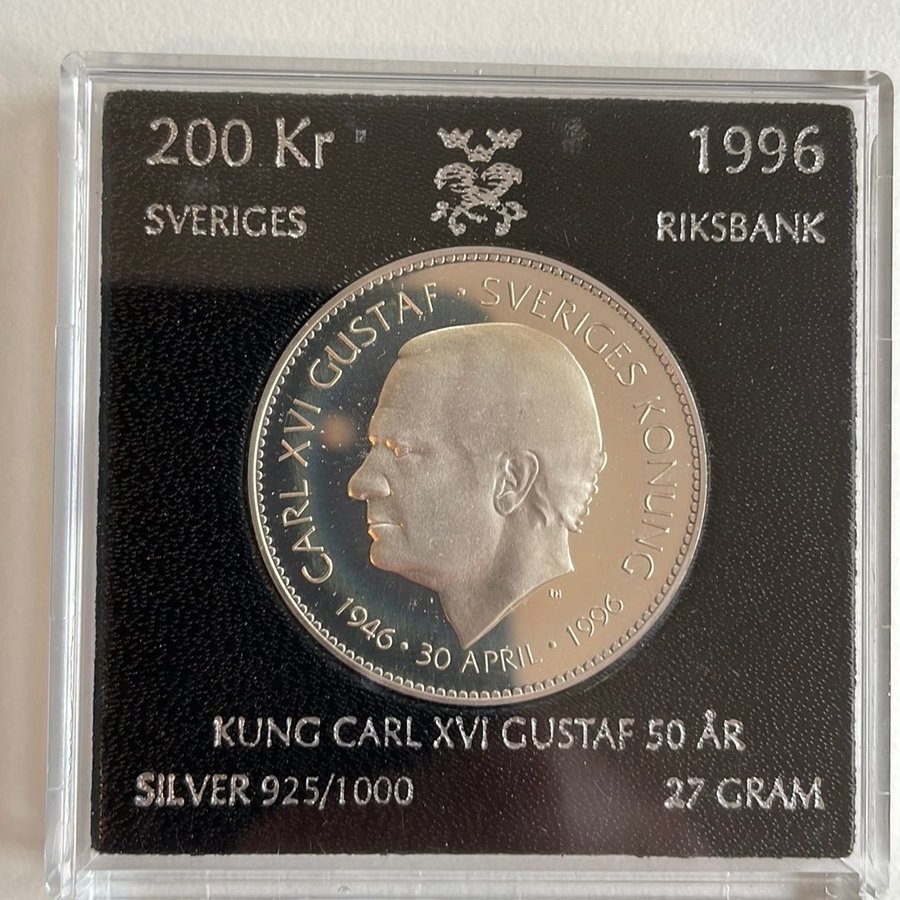 200 Kr
1996
SVERIGES
RIKSBANK
CARL XVI GUSTAF · SVERIGES KONUNG
1946 · 30 APRIL · 1996
KUNG CARL XVI GUSTAF 50 ÅR
SILVER 925/1000
27 GRAM